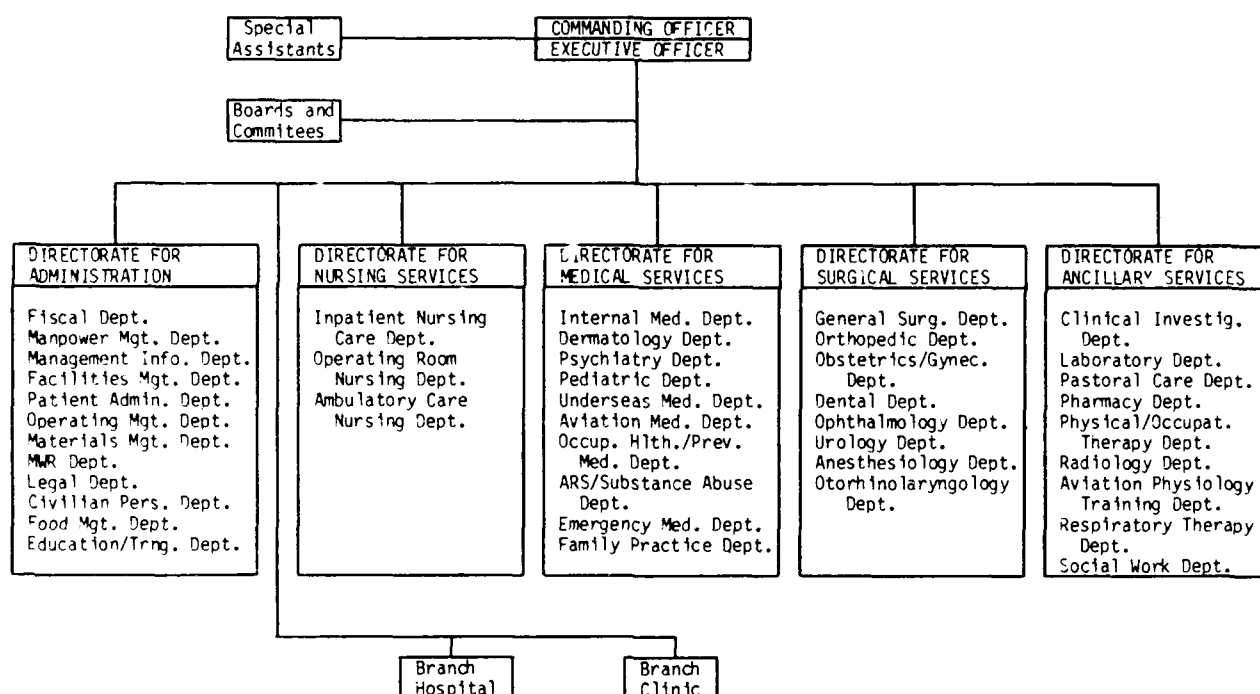 Special
Assistants
COMMANDING OFFICER
EXECUTIVE OFFICER
Boards and
Commitees
DIRECTORATE FOR
ADMINISTRATION
Fiscal Dept.
Manpower Mgt. Dept.
Management Info. Dept.
Facilities Mgt. Dept.
Patient Admin. Dept.
Operating Mgt. Dept.
Materials Mgt. Dept.
MWR Dept.
Legal Dept.
Civilian Pers. Dept.
Food Mgt. Dept.
Education/Trng. Dept.
DIRECTORATE FOR
NURSING SERVICES
Inpatient Nursing
Care Dept.
Operating Room
Nursing Dept.
Ambulatory Care
Nursing Dept.
DIRECTORATE FOR
MEDICAL SERVICES
Internal Med. Dept.
Dermatology Dept.
Psychiatry Dept.
Pediatric Dept.
Underseas Med. Dept.
Aviation Med. Dept.
Occup. Hlth./Prev.
Med. Dept.
ARS/Substance Abuse
Dept.
Emergency Med. Dept.
Family Practice Dept.
DIRECTORATE FOR
SURGICAL SERVICES
General Surg. Dept.
Orthopedic Dept.
Obstetrics/Gynec.
Dept.
Dental Dept.
Ophthalmology Dept.
Urology Dept.
Anesthesiology Dept.
Otorhinolaryngology
Dept.
DIRECTORATE FOR
ANCILLARY SERVICES
Clinical Investig.
Dept.
Laboratory Dept.
Pastoral Care Dept.
Pharmacy Dept.
Physical/Occupat.
Therapy Dept.
Radiology Dept.
Aviation Physiology
Training Dept.
Respiratory Therapy
Dept.
Social Work Dept.
Branch
Hospital
Branch
Clinic